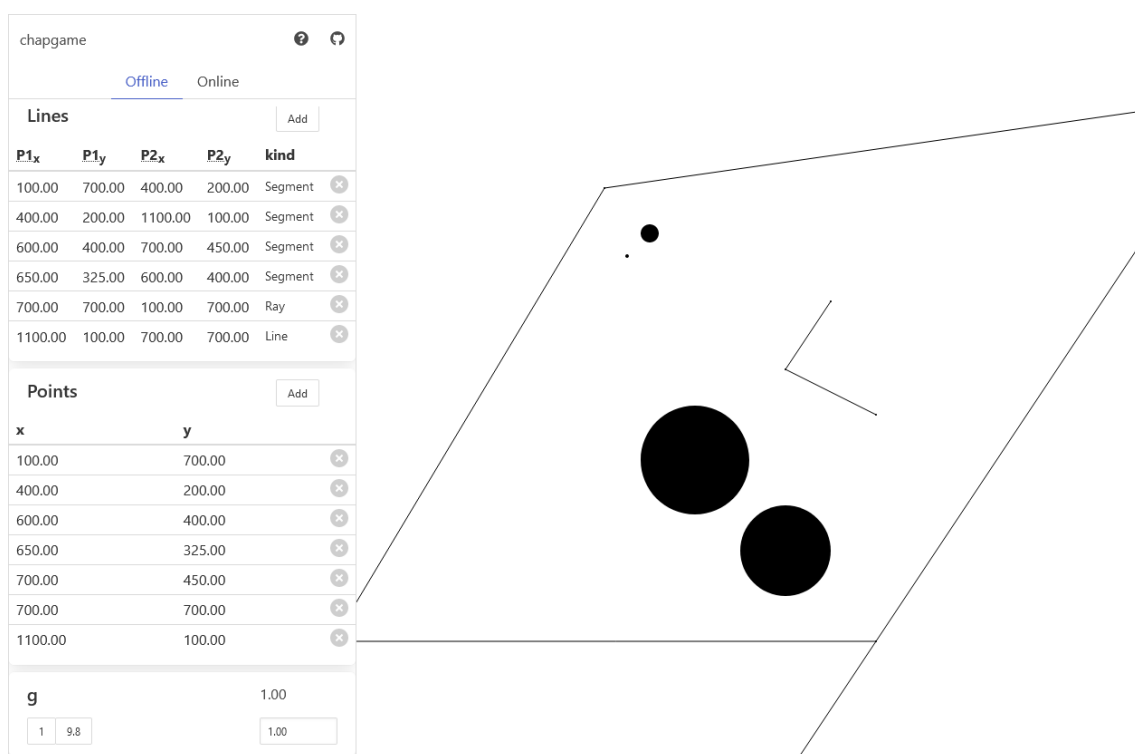 chapgame
Offline Online
Lines Add
P1x P1y P2x P2y kind
100.00 700.00 400.00 200.00 Segment
400.00 200.00 1100.00 100.00 Segment
600.00 400.00 700.00 450.00 Segment
650.00 325.00 600.00 400.00 Segment
700.00 700.00 100.00 700.00 Ray
1100.00 100.00 700.00 700.00 Line
Points Add
x y
100.00 700.00
400.00 200.00
600.00 400.00
650.00 325.00
700.00 450.00
700.00 700.00
1100.00 100.00
g 1.00
1 9.8 1.00